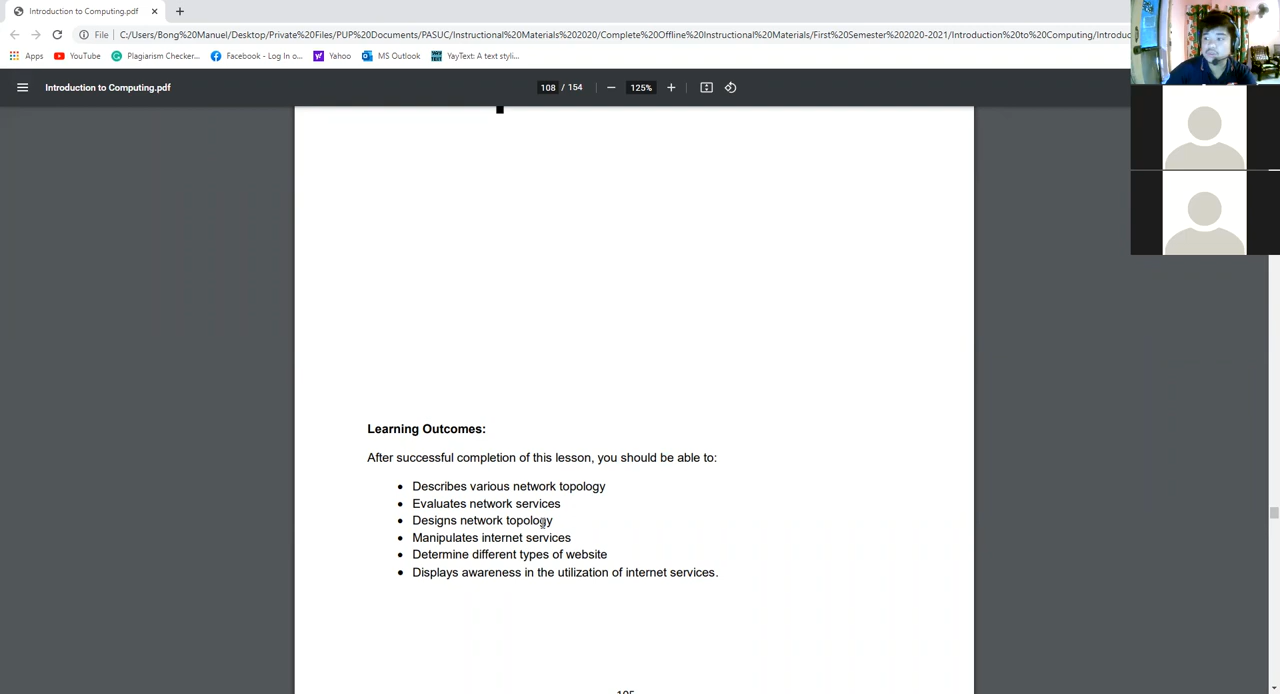 Introduction to Computing.pdf
File
C:/Users/Bong%20Manuel/Desktop/Private%20Files/PUP%20Documents/PASUC/Instructional%20Materials%202020/Complete%20Offline%20Instructional%20Materials/First%20Semester%202020-2021/Introduction%20to%20Computing/Introduc
Apps
YouTube
Plagiarism Checker...
Facebook - Log In o...
Yahoo
MS Outlook
YayText: A text styli...
Introduction to Computing.pdf
108 / 154
125%
Learning Outcomes:
After successful completion of this lesson, you should be able to:
• Describes various network topology
• Evaluates network services
• Designs network topology
• Manipulates internet services
• Determine different types of website
• Displays awareness in the utilization of internet services.
105